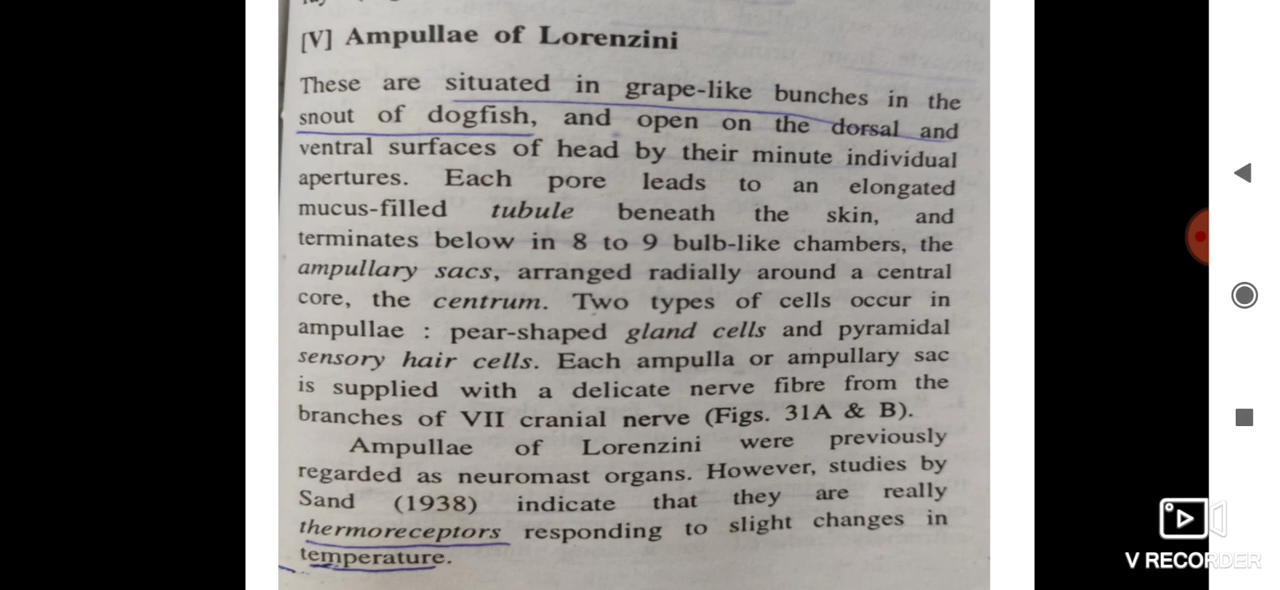 [V] Ampullae of Lorenzini
These are situated in grape-like bunches in the
snout of dogfish, and open on the dorsal and
ventral surfaces of head by their minute individual
apertures. Each pore leads to an elongated
mucus-filled tubule beneath the skin, and
terminates below in 8 to 9 bulb-like chambers, the
ampullary sacs, arranged radially around a central
core, the centrum. Two types of cells occur in
ampullae : pear-shaped gland cells and pyramidal
sensory hair cells. Each ampulla or ampullary sac
is supplied with a delicate nerve fibre from the
branches of VII cranial nerve (Figs. 31A & B).
Ampullae of Lorenzini were previously
regarded as neuromast organs. However, studies by
Sand (1938) indicate that they are really
thermoreceptors responding to slight changes in
temperature.
V RECORDER